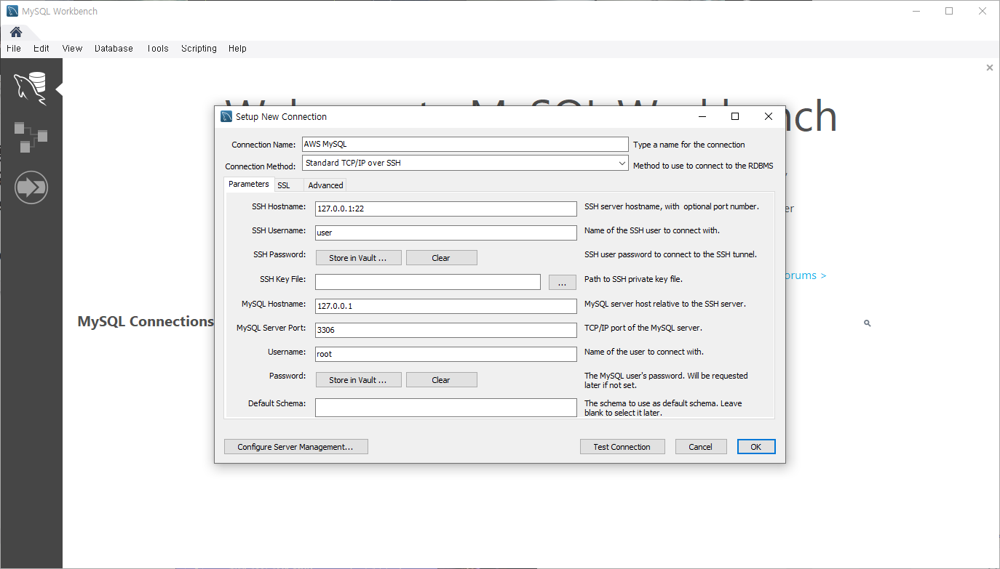 MySQL Workbench
File Edit View Database Tools Scripting Help
Setup New Connection
Connection Name: AWS MySQL Type a name for the connection
Connection Method: Standard TCP/IP over SSH Method to use to connect to the RDBMS
Parameters SSL Advanced
SSH Hostname: 127.0.0.1:22 SSH server hostname, with optional port number.
SSH Username: user Name of the SSH user to connect with.
SSH Password: Store in Vault ... Clear SSH user password to connect to the SSH tunnel.
SSH Key File: ... Path to SSH private key file.
MySQL Hostname: 127.0.0.1 MySQL server host relative to the SSH server.
MySQL Server Port: 3306 TCP/IP port of the MySQL server.
Username: root Name of the user to connect with.
Password: Store in Vault ... Clear The MySQL user's password. Will be requested
later if not set.
Default Schema: The schema to use as default schema. Leave
blank to select it later.
Configure Server Management... Test Connection Cancel OK
MySQL Connections